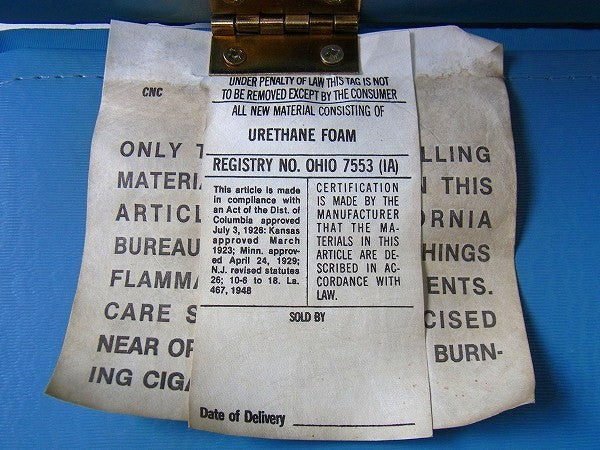 UNDER PENALTY OF LAW THIS TAG IS NOT
TO BE REMOVED EXCEPT BY THE CONSUMER
ALL NEW MATERIAL CONSISTING OF
URETHANE FOAM
REGISTRY NO. OHIO 7553 (IA)
This article is made
in compliance with
an Act of the Dist. of
Columbia approved
July 3, 1926: Kansas
approved March
1923; Minn. approv-
ed April 24, 1929;
N.J. revised statutes
26; 10-6 to 18. La.
467, 1948
CERTIFICATION
IS MADE BY THE
MANUFACTURER
THAT THE MA-
TERIALS IN THIS
ARTICLE ARE DE-
SCRIBED IN AC-
CORDANCE WITH
LAW.
SOLD BY
Date of Delivery
CNC
ONLY T LLING
MATERI N THIS
ARTICL ORNIA
BUREAU HINGS
FLAMMA ENTS.
CARE S CISED
NEAR OP BURN-
ING CIGA